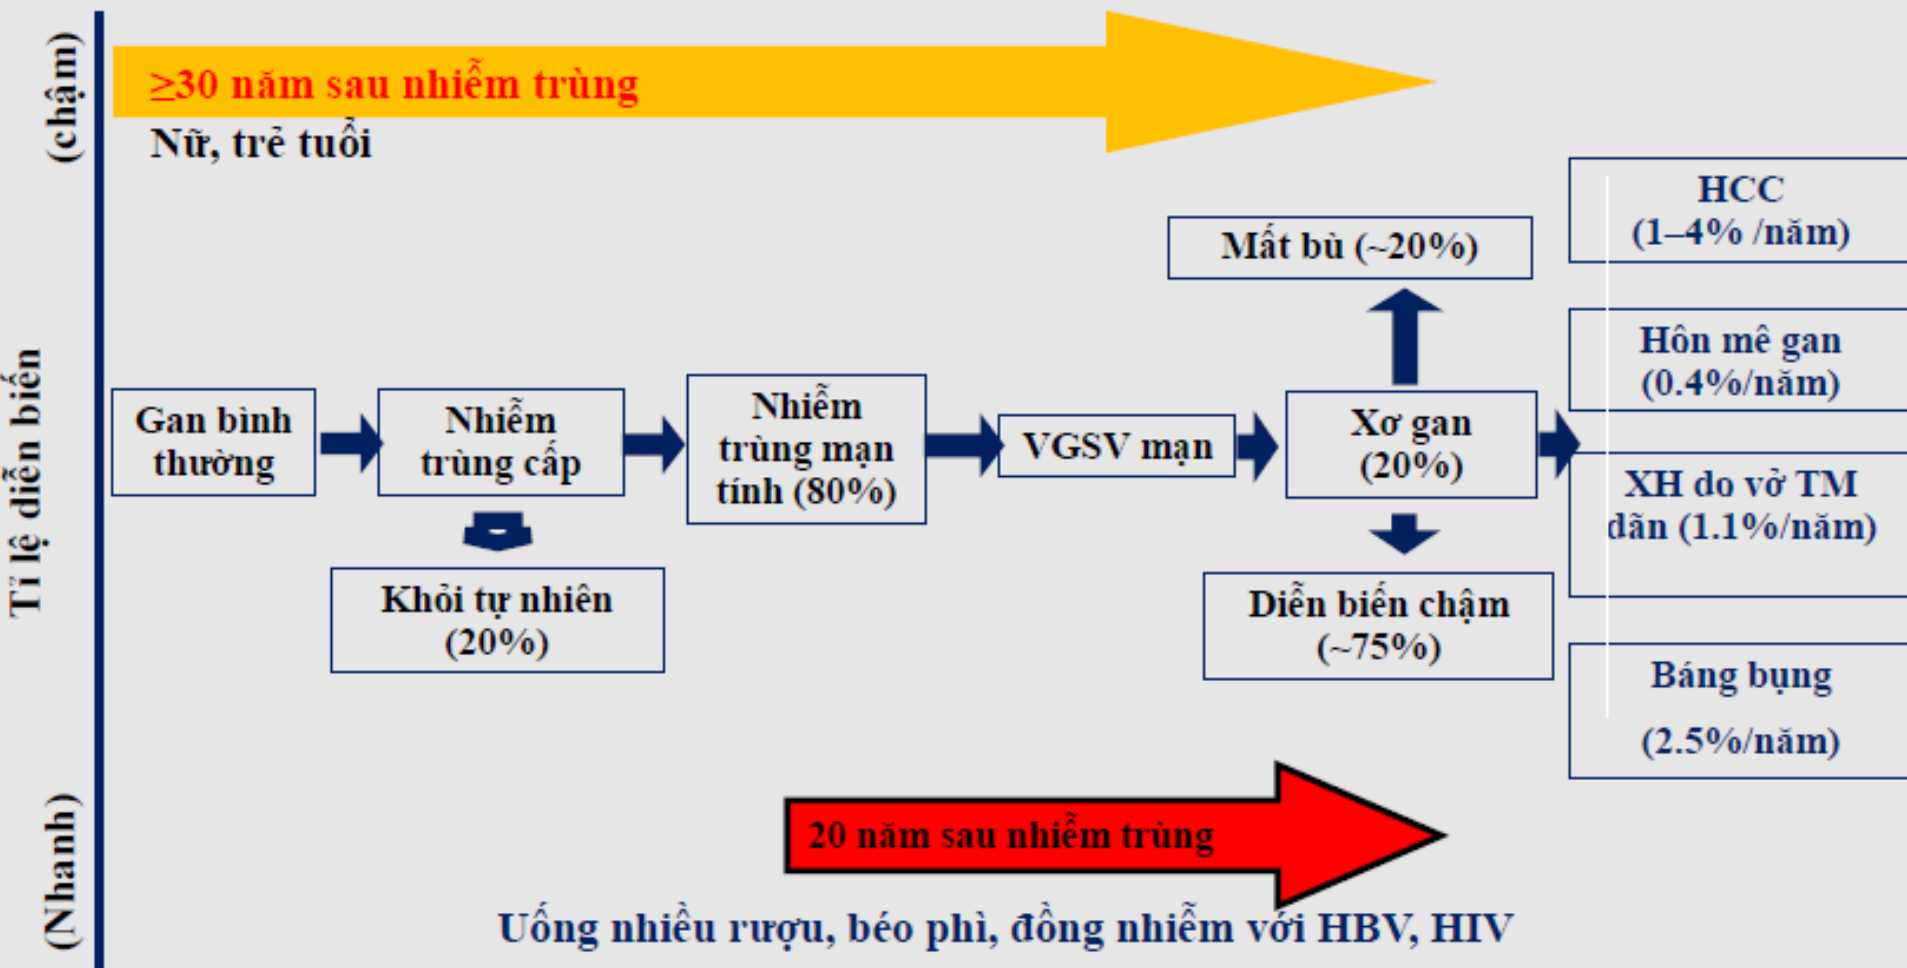 (chậm)
Tỉ lệ diễn biến
(Nhanh)
≥30 năm sau nhiễm trùng
Nữ, trẻ tuổi
Gan bình
thường
Nhiễm
trùng cấp
Khỏi tự nhiên
(20%)
Nhiễm
trùng mạn
tính (80%)
VGSV mạn
Mất bù (~20%)
Xơ gan
(20%)
Diễn biến chậm
(~75%)
HCC
(1–4% /năm)
Hôn mê gan
(0.4%/năm)
XH do vở TM
dãn (1.1%/năm)
Báng bụng
(2.5%/năm)
20 năm sau nhiễm trùng
Uống nhiều rượu, béo phì, đồng nhiễm với HBV, HIV